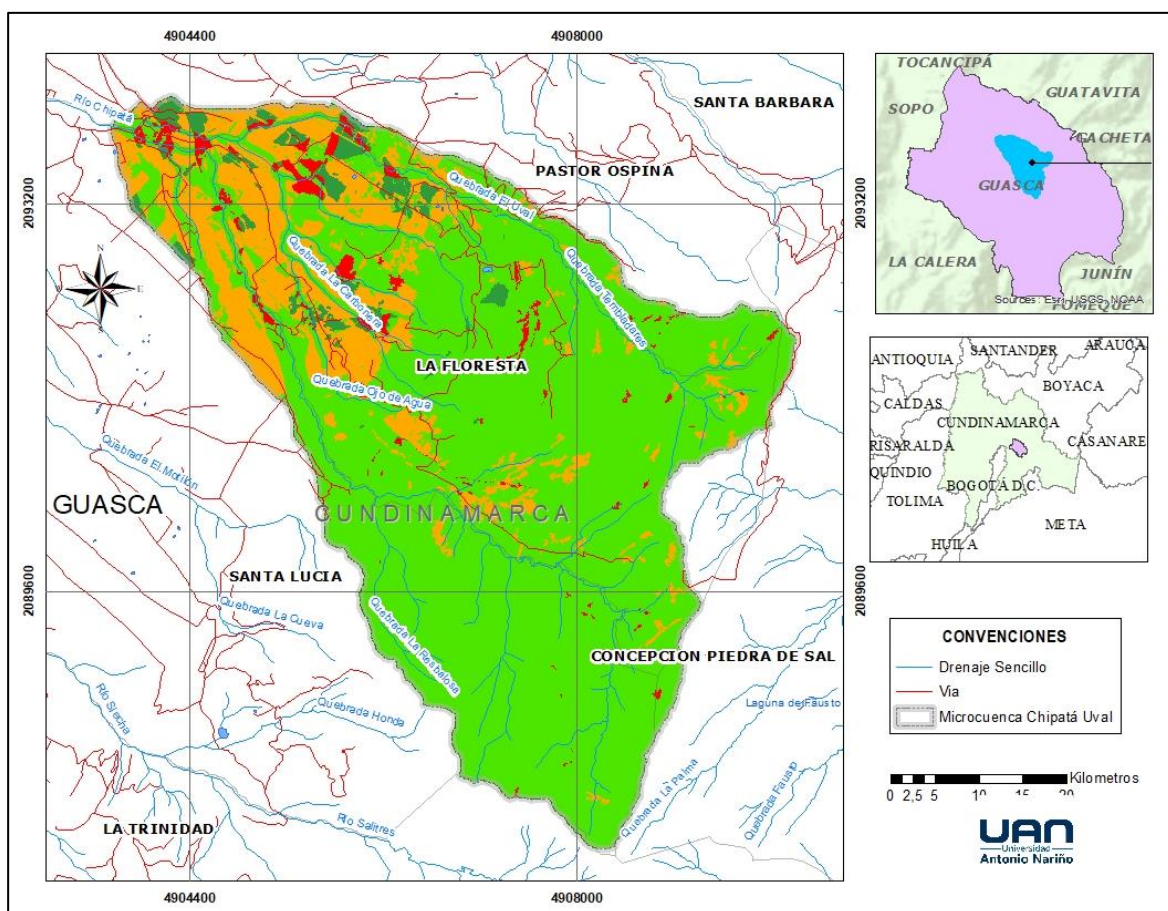 4904400
4908000
Río Chipatá
SANTA BARBARA
PASTOR OSPINA
Quebrada El Uval
2093200
2093200
N
E
S
Quebrada La Carbonera
Quebrada Tembladares
LA FLORESTA
Quebrada Ojo de Agua
Quebrada El Morilón
GUASCA
CUNDINAMARCA
SANTA LUCIA
2089600
2089600
Quebrada La Cueva
Quebrada La Resbalosa
CONCEPCION PIEDRA DE SAL
Río Siecha
Quebrada Honda
Laguna de Fausto
Quebrada La Palma
Quebrada Fausto
LA TRINIDAD
Río Salitres
4904400
4908000
TOCANCIPÁ
SOPO
GUATAVITA
GACHETA
GUASCA
LA CALERA
JUNÍN
Sources: Esri, USGS, NOAA
FOMEQUE
ANTIOQUIA
SANTANDER
ARAUCA
BOYACA
CALDAS
CUNDINAMARCA
RISARALDA
CASANARE
QUINDIO
BOGOTÁ D.C.
TOLIMA
META
HUILA
CONVENCIONES
Drenaje Sencillo
Via
Microcuenca Chipatá Uval
Kilometros
0 2,5 5 10 15 20
UAN
Universidad
Antonio Nariño